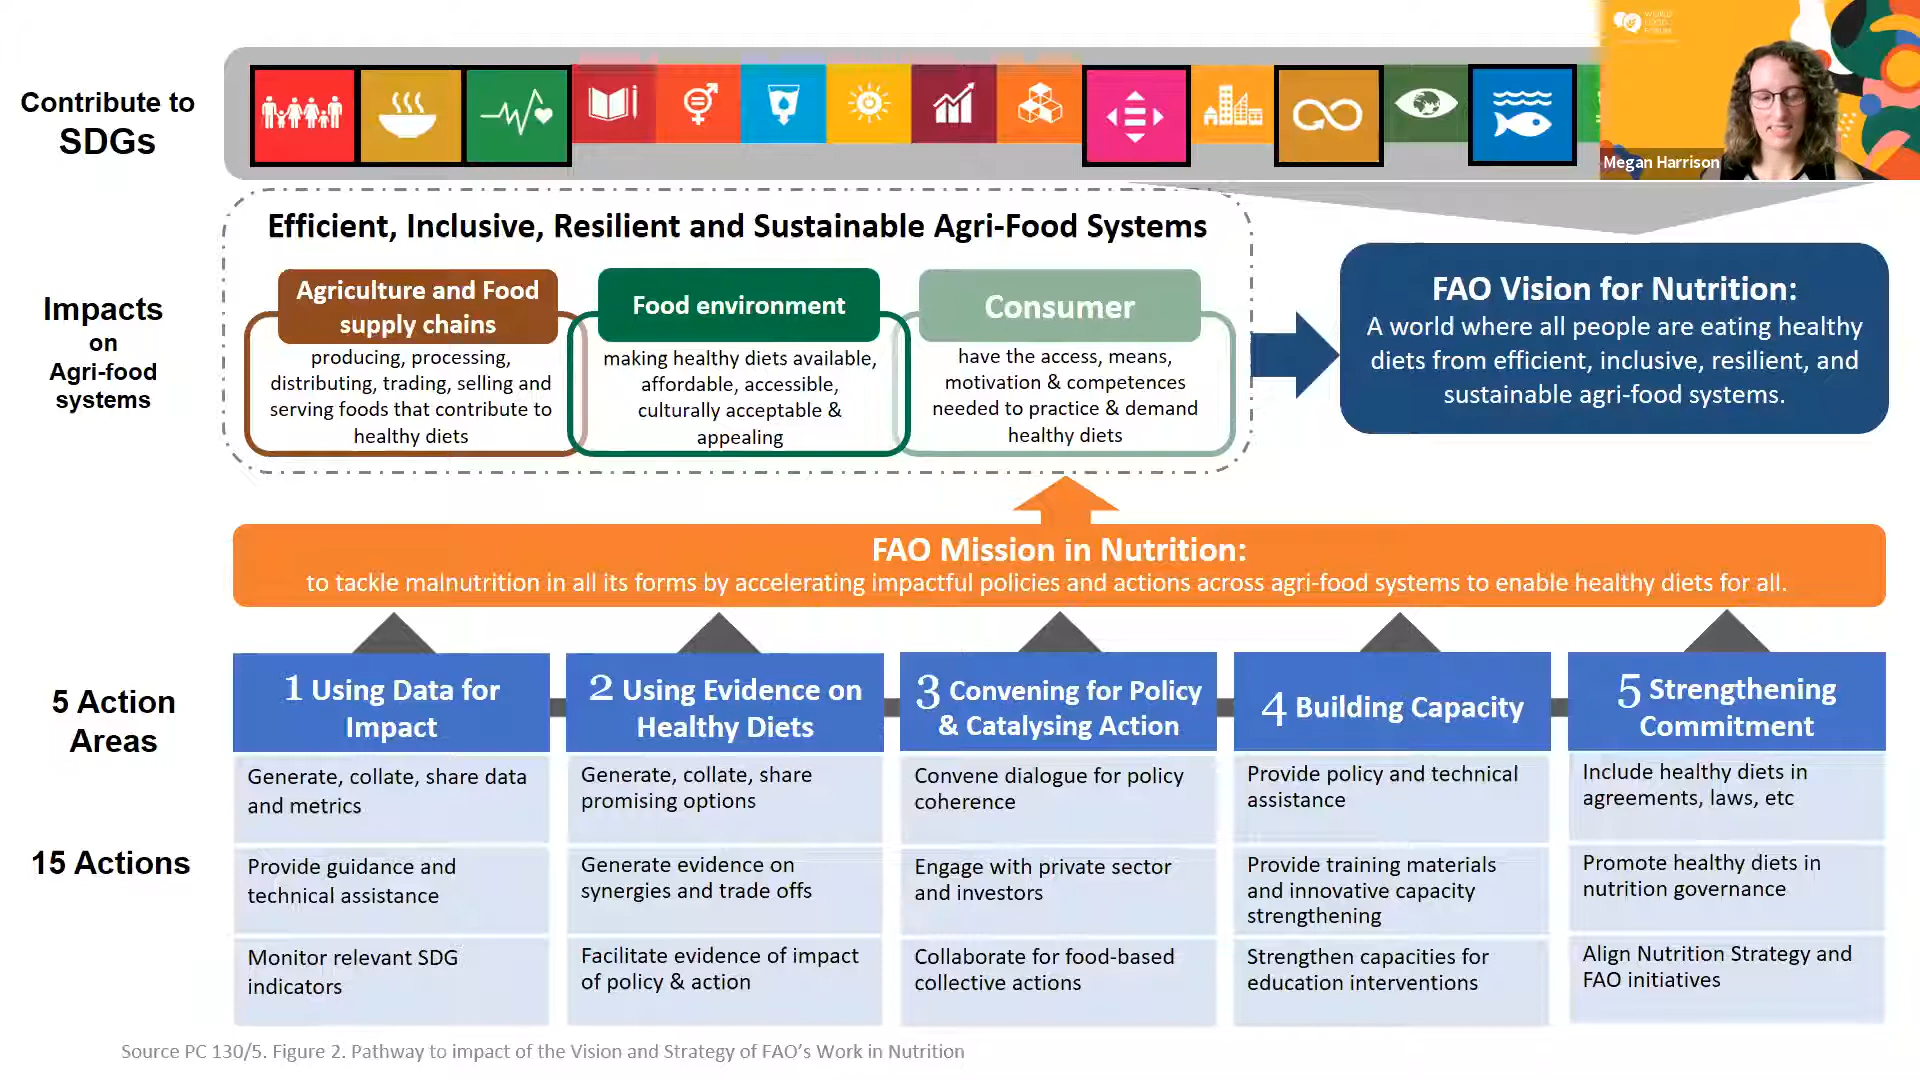 WORLD
FOOD
FORUM
Megan Harrison
Contribute to
SDGs
Efficient, Inclusive, Resilient and Sustainable Agri-Food Systems
Impacts
on
Agri-food
systems
Agriculture and Food
supply chains
producing, processing,
distributing, trading, selling and
serving foods that contribute to
healthy diets
Food environment
making healthy diets available,
affordable, accessible,
culturally acceptable &
appealing
Consumer
have the access, means,
motivation & competences
needed to practice & demand
healthy diets
FAO Vision for Nutrition:
A world where all people are eating healthy
diets from efficient, inclusive, resilient, and
sustainable agri-food systems.
FAO Mission in Nutrition:
to tackle malnutrition in all its forms by accelerating impactful policies and actions across agri-food systems to enable healthy diets for all.
5 Action
Areas
1 Using Data for
Impact
2 Using Evidence on
Healthy Diets
3 Convening for Policy
& Catalysing Action
4 Building Capacity
5 Strengthening
Commitment
15 Actions
Generate, collate, share data
and metrics
Generate, collate, share
promising options
Convene dialogue for policy
coherence
Provide policy and technical
assistance
Include healthy diets in
agreements, laws, etc
Provide guidance and
technical assistance
Generate evidence on
synergies and trade offs
Engage with private sector
and investors
Provide training materials
and innovative capacity
strengthening
Promote healthy diets in
nutrition governance
Monitor relevant SDG
indicators
Facilitate evidence of impact
of policy & action
Collaborate for food-based
collective actions
Strengthen capacities for
education interventions
Align Nutrition Strategy and
FAO initiatives
Source PC 130/5. Figure 2. Pathway to impact of the Vision and Strategy of FAO's Work in Nutrition